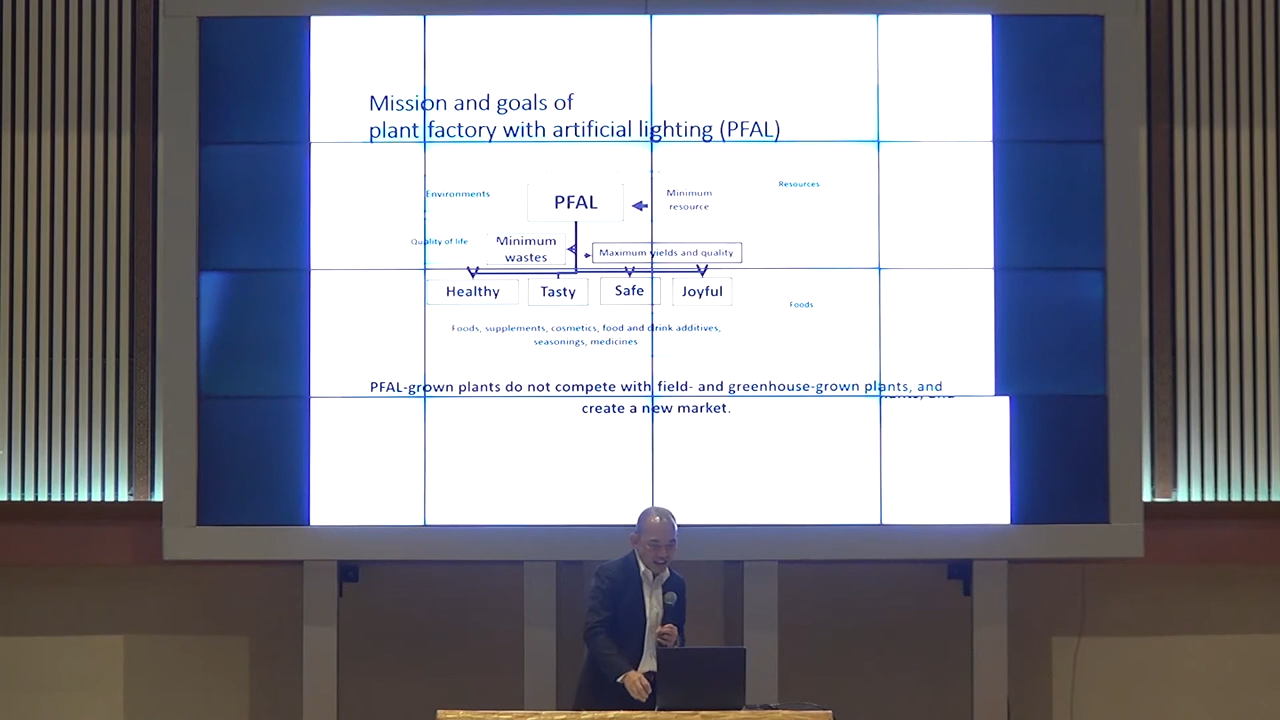 Mission and goals of
plant factory with artificial lighting (PFAL)
Environments
PFAL
Minimum
resource
Resources
Quality of life
Minimum
wastes
Maximum yields and quality
Healthy
Tasty
Safe
Joyful
Foods
Foods, supplements, cosmetics, food and drink additives,
seasonings, medicines
PFAL-grown plants do not compete with field- and greenhouse-grown plants, and
create a new market.